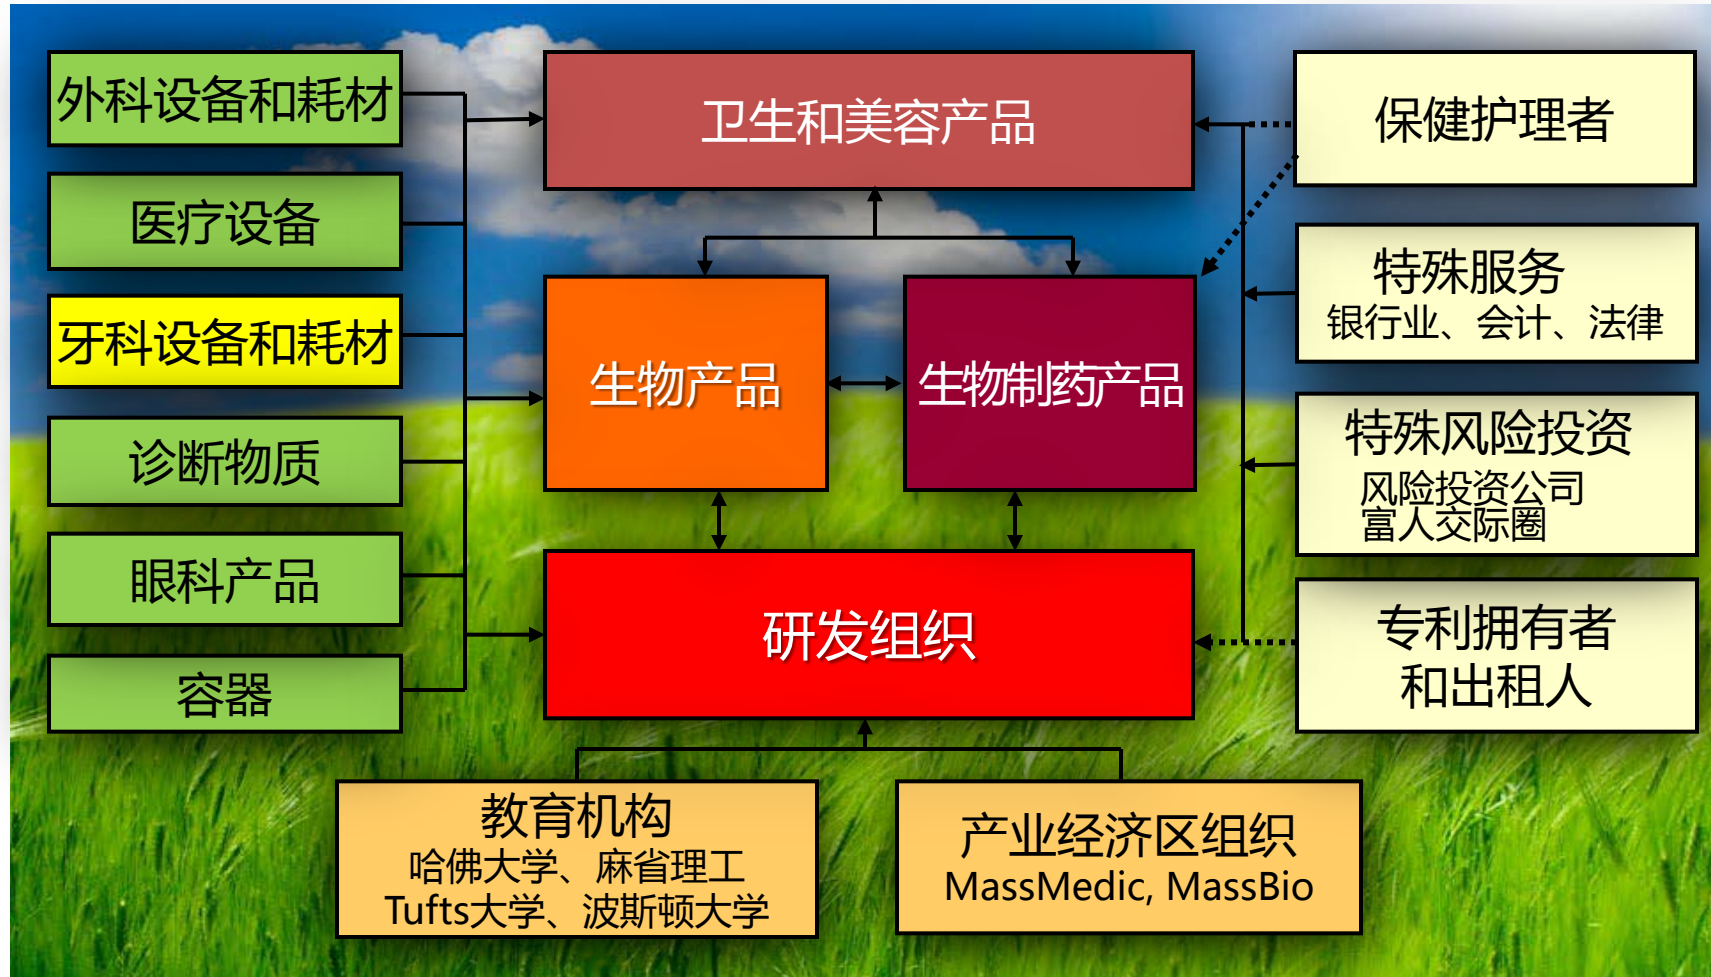 外科设备和耗材
医疗设备
牙科设备和耗材
诊断物质
眼科产品
容器
卫生和美容产品
生物产品
生物制药产品
研发组织
教育机构
哈佛大学、麻省理工
Tufts大学、波斯顿大学
产业经济区组织
MassMedic, MassBio
保健护理者
特殊服务
银行业、会计、法律
特殊风险投资
风险投资公司
富人交际圈
专利拥有者
和出租人